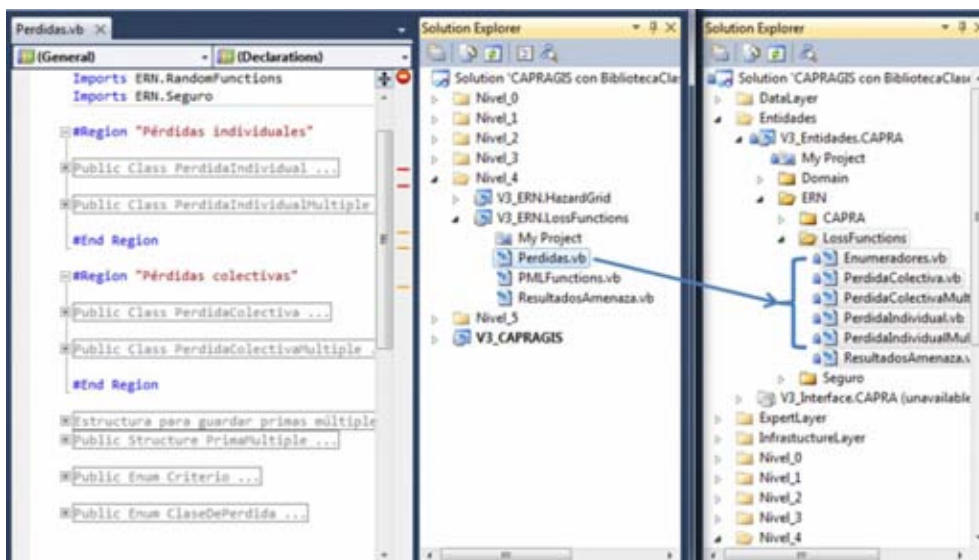 Perdidas.vb
(General)
(Declarations)
Imports ERN.RandomFunctions
Imports ERN.Seguro
#Region "Pérdidas individuales"
Public Class PerdidaIndividual ...
Public Class PerdidaIndividualMultiple
#End Region
#Region "Pérdidas colectivas"
Public Class PerdidaColectiva ...
Public Class PerdidaColectivaMultiple .
#End Region
Estructura para guardar primas múltiple
Public Structure PrimaMultiple ...
Public Enum Criterio ...
Public Enum ClaseDePerdida ...
Solution Explorer
Solution 'CAPRAGIS con BibliotecaClas
Nivel_0
Nivel_1
Nivel_2
Nivel_3
Nivel_4
V3_ERN.HazardGrid
V3_ERN.LossFunctions
My Project
Perdidas.vb
PMLFunctions.vb
ResultadosAmenaza.vb
Nivel_5
V3_CAPRAGIS
Solution Explorer
Solution 'CAPRAGIS con BibliotecaClase
DataLayer
Entidades
V3_Entidades.CAPRA
My Project
Domain
ERN
CAPRA
LossFunctions
Enumeradores.vb
PerdidaColectiva.vb
PerdidaColectivaMult
PerdidaIndividual.vb
PerdidaIndividualMul
ResultadosAmenaza.v
Seguro
V3_Interface.CAPRA (unavailable
ExpertLayer
InfrastuctureLayer
Nivel_0
Nivel_1
Nivel_2
Nivel_3
Nivel_4